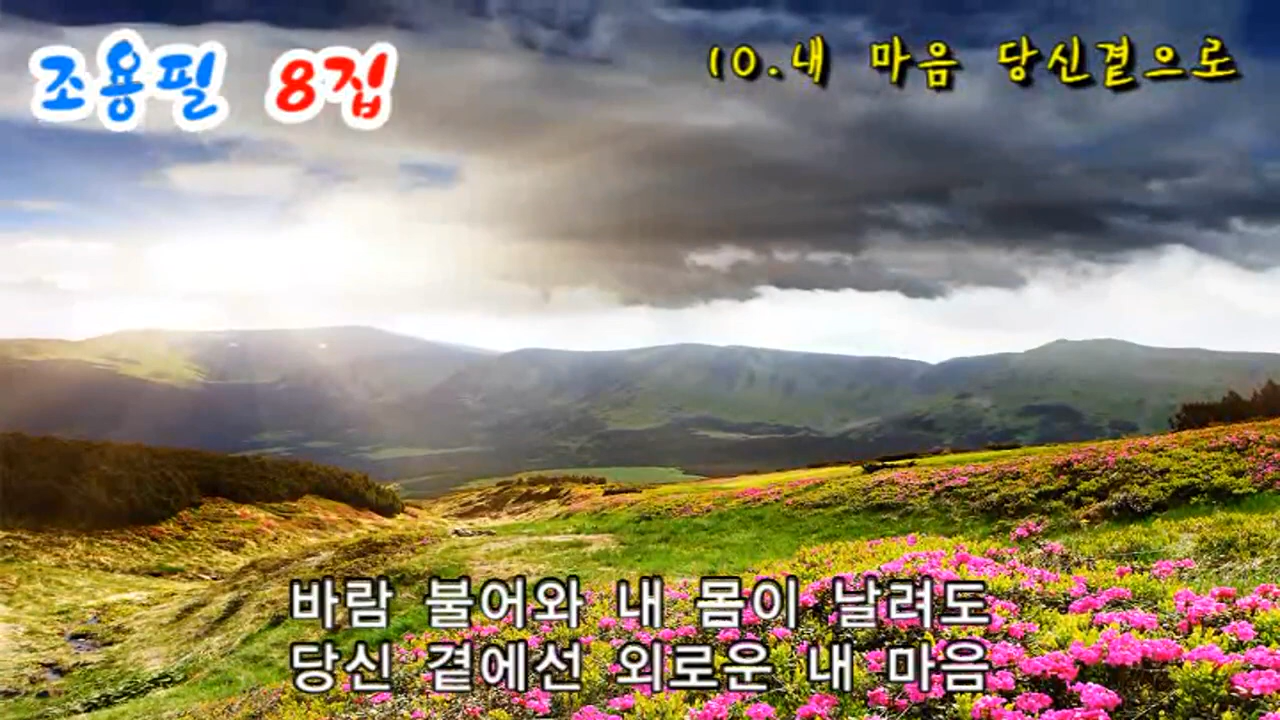 조용필 8집
10.내 마음 당신곁으로
바람 불어와 내 몸이 날려도
당신 곁에선 외로운 내 마음